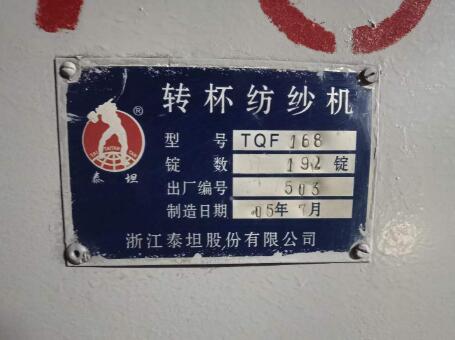 转杯纺纱机
®
TAITAN
泰坦
型号 TQF 168
锭数 192 锭
出厂编号 503
制造日期 05年7月
浙江泰坦股份有限公司